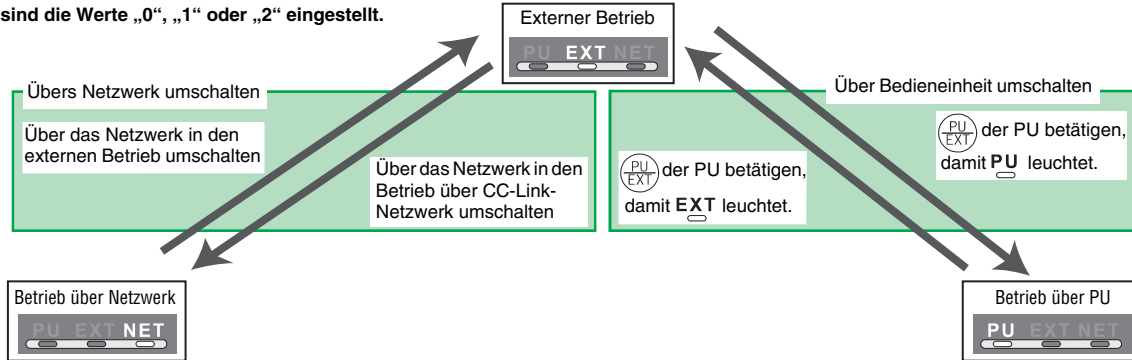 sind die Werte „0“, „1“ oder „2“ eingestellt.
Externer Betrieb
PU EXT NET
Übers Netzwerk umschalten
Über das Netzwerk in den
externen Betrieb umschalten
Über das Netzwerk in den
Betrieb über CC-Link-
Netzwerk umschalten
Über Bedieneinheit umschalten
PU
EXT
der PU betätigen,
damit EXT leuchtet.
PU
EXT
der PU betätigen,
damit PU leuchtet.
Betrieb über Netzwerk
PU EXT NET
Betrieb über PU
PU EXT NET